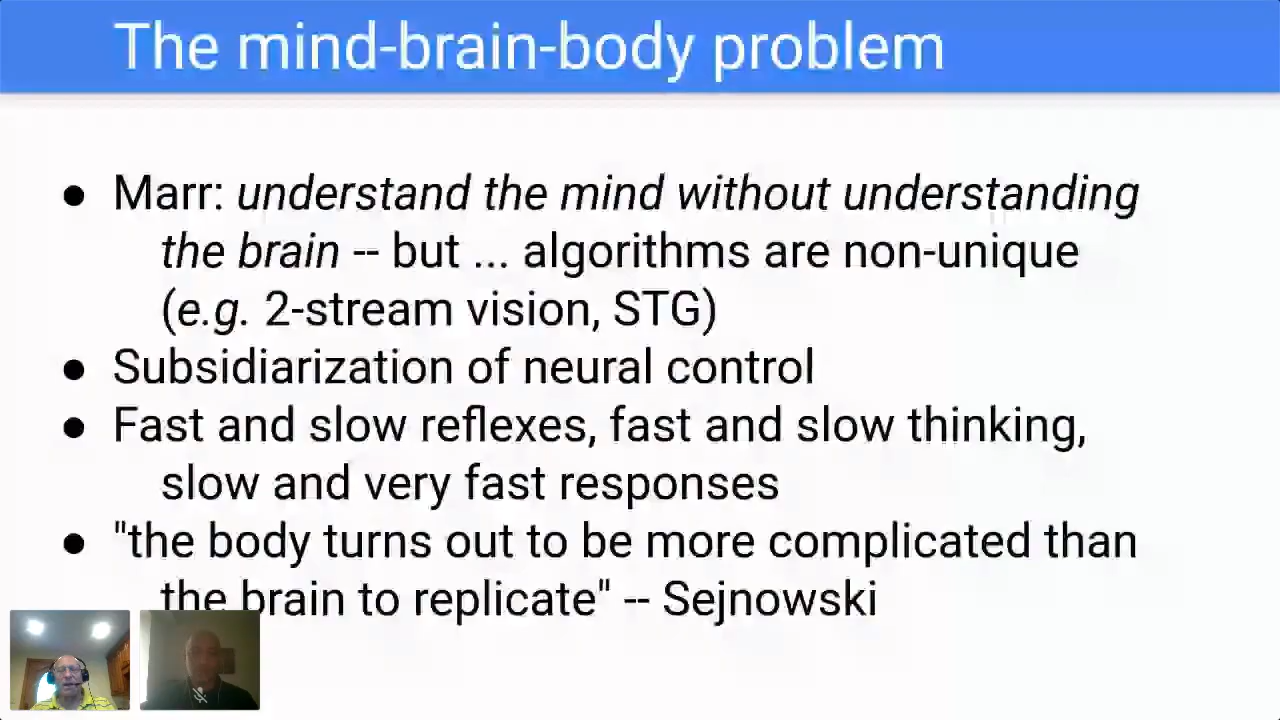 The mind-brain-body problem
● Marr: understand the mind without understanding
the brain -- but ... algorithms are non-unique
(e.g. 2-stream vision, STG)
● Subsidiarization of neural control
● Fast and slow reflexes, fast and slow thinking,
slow and very fast responses
● "the body turns out to be more complicated than
the brain to replicate" -- Sejnowski